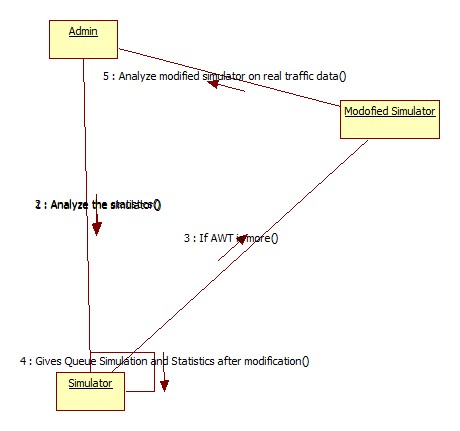 Admin
5 : Analyze modified simulator on real traffic data()
Modofied Simulator
1 : Analyze the simulator()
2 : Analyze the statistics()
3 : If AWT is more()
4 : Gives Queue Simulation and Statistics after modification()
Simulator